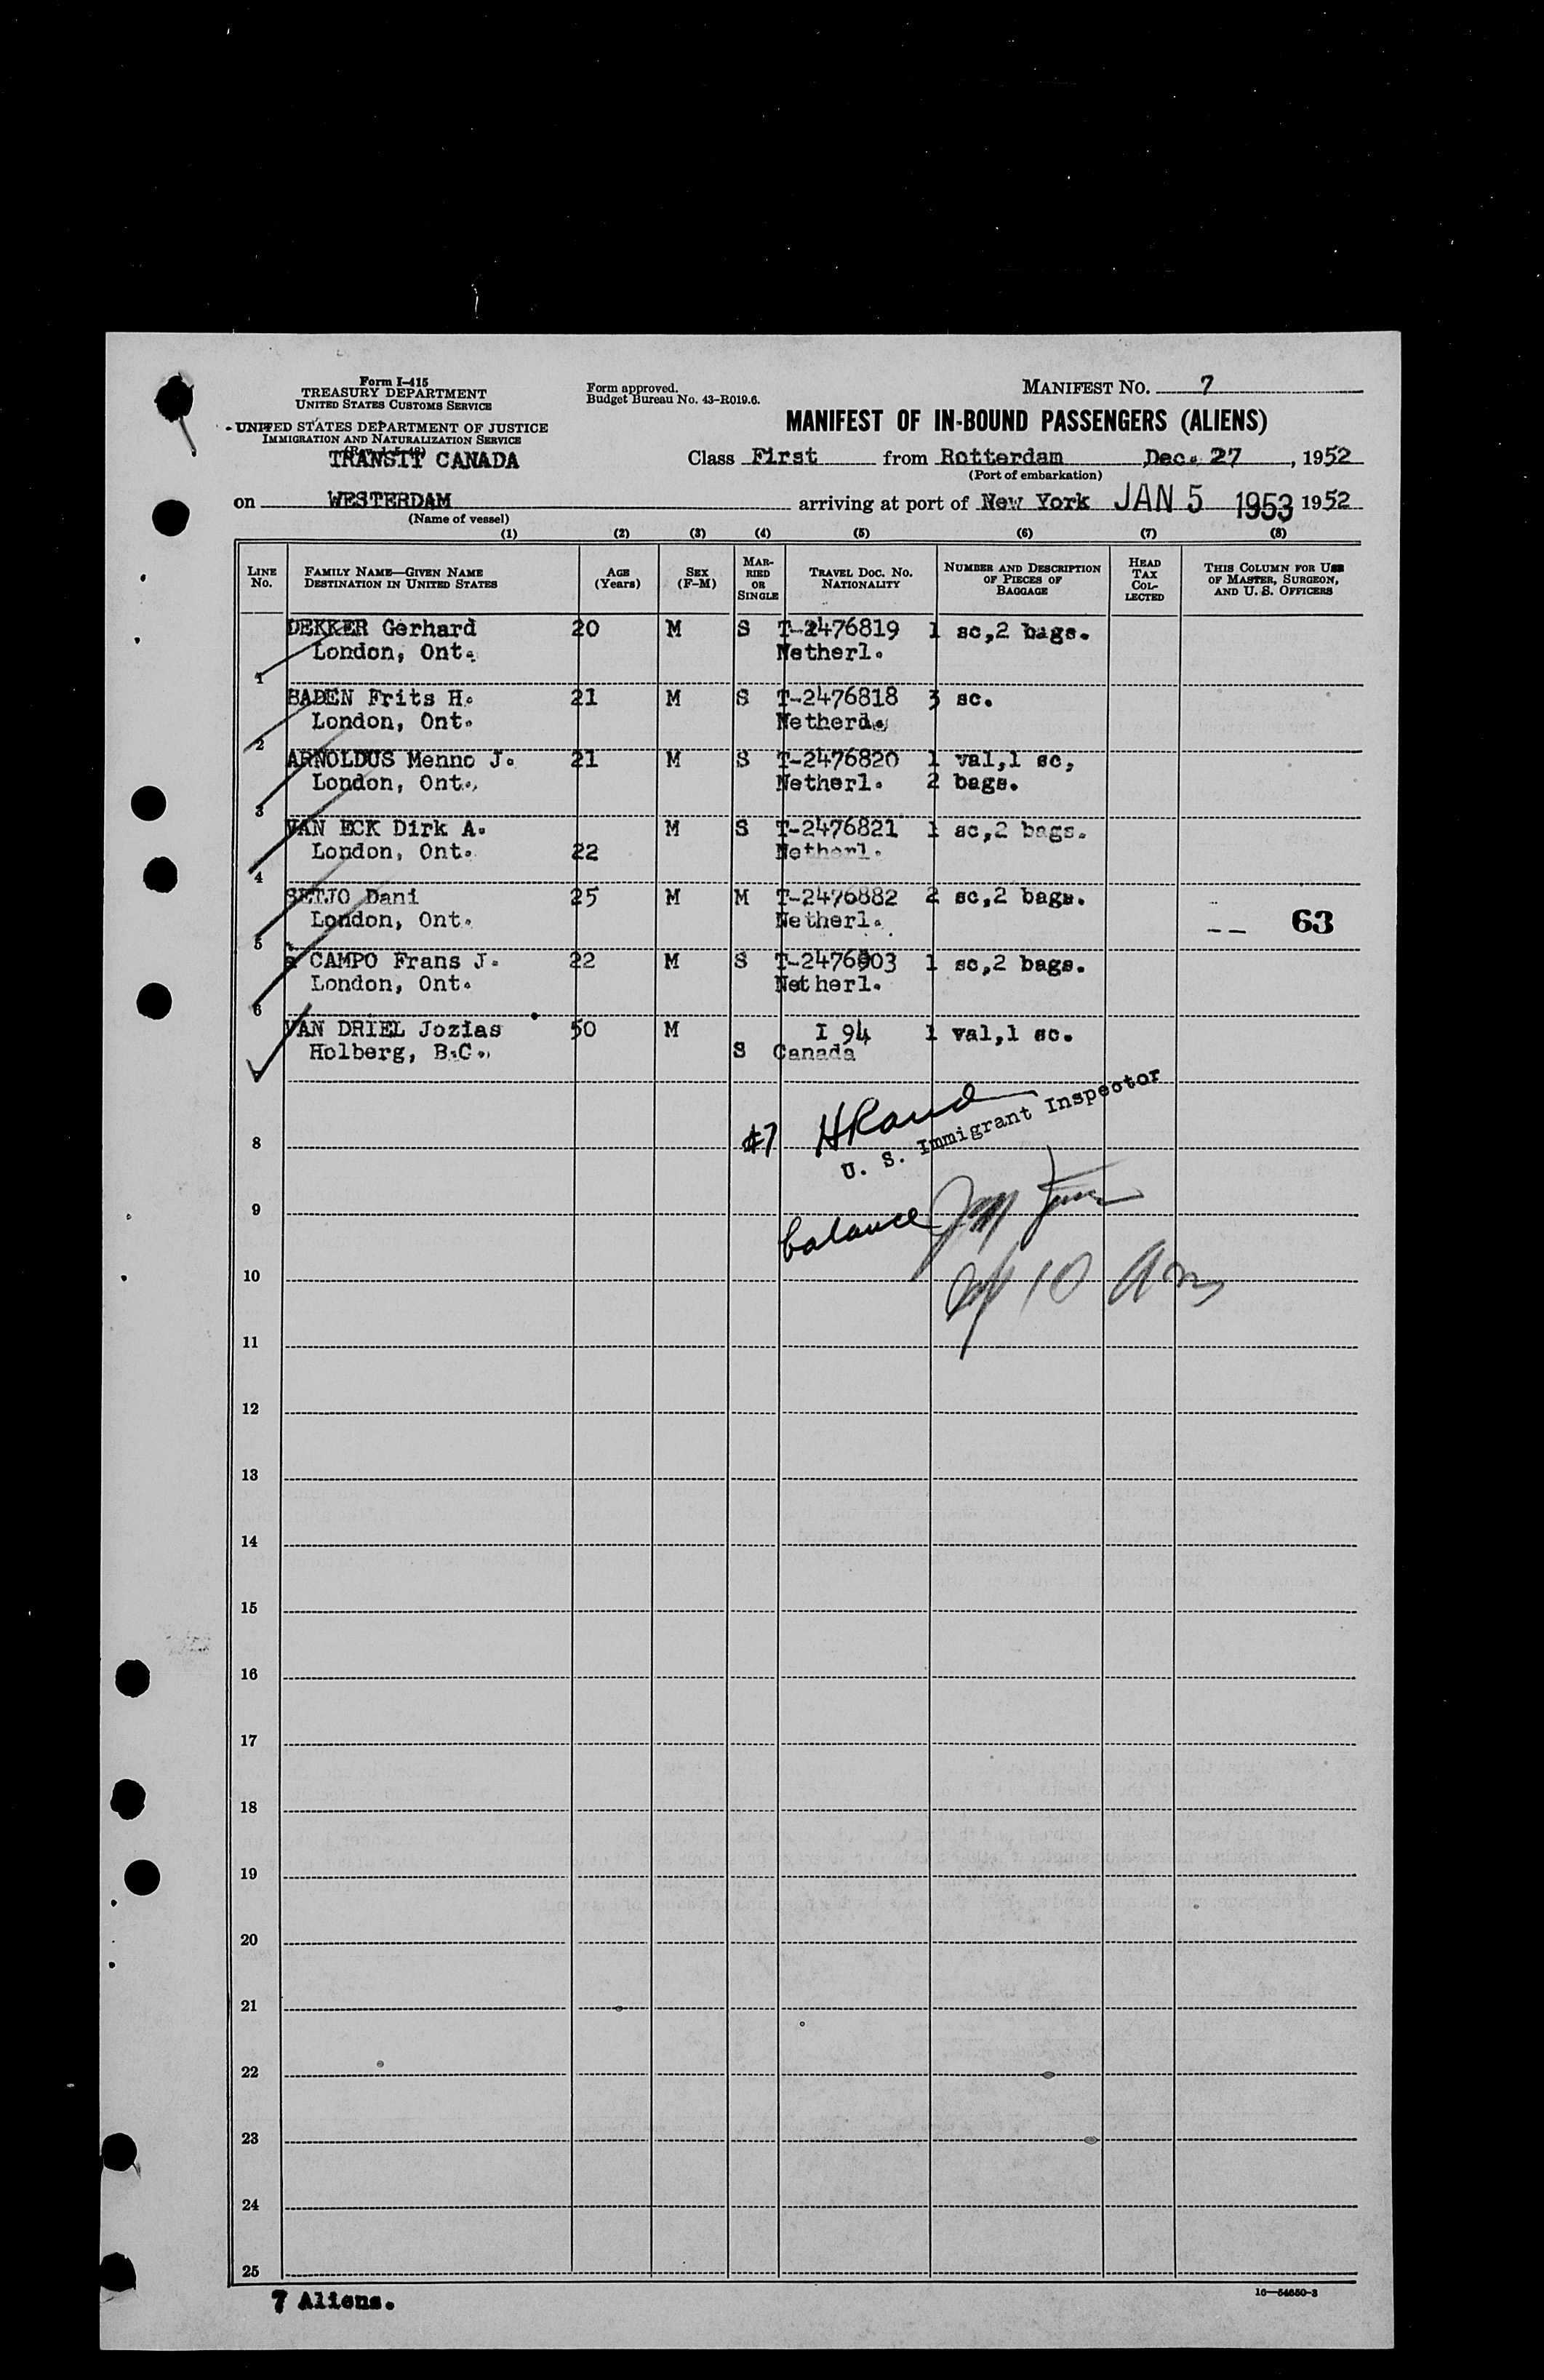 Form I-415
TREASURY DEPARTMENT
UNITED STATES CUSTOMS SERVICE
UNITED STATES DEPARTMENT OF JUSTICE
IMMIGRATION AND NATURALIZATION SERVICE
TRANSIT CANADA
Form approved.
Budget Bureau No. 43-R019.6.
MANIFEST NO. 7
MANIFEST OF IN-BOUND PASSENGERS (ALIENS)
Class First from Rotterdam Dec. 27, 1952
(Port of embarkation)
on WESTERDAM arriving at port of New York JAN 5 1953 1952
(Name of vessel)
(1) (2) (3) (4) (5) (6) (7) (8)
LINE No. FAMILY NAME—GIVEN NAME DESTINATION IN UNITED STATES AGE (Years) SEX (F-M) MARRIED OR SINGLE TRAVEL DOC. NO. NATIONALITY NUMBER AND DESCRIPTION OF PIECES OF BAGGAGE HEAD TAX COLLECTED THIS COLUMN FOR USE OF MASTER, SURGEON, AND U. S. OFFICERS
DEKKER Gerhard 20 M S T-2476819 1 sc,2 bags.
London, Ont. Netherl.
1
BADEN Frits H. 21 M S T-2476818 3 sc.
London, Ont.
2
ARNOLDUS Menno J. 21 M S T-2476820 1 val,1 sc,
London, Ont. Netherl. 2 bags.
3
VAN ECK Dirk A. M S T-2476821 1 sc,2 bags.
London, Ont. 22 Netherl.
4
SETJO Dani 25 M M T-2476882 2 sc,2 bags.
London, Ont. Netherl. -- 63
5
a CAMPO Frans J. 22 M S T-2476903 1 sc,2 bags.
London, Ont. Netherl.
6
VAN DRIEL Jozias 50 M I 94 1 val,1 sc.
Holberg, B.C. S Canada
#7 HRand
U. S. Immigrant Inspector
8
balance
9
10
10
11
12
13
14
15
16
17
18
19
20
21
22
23
24
25
7 Aliens.
16—54650-3